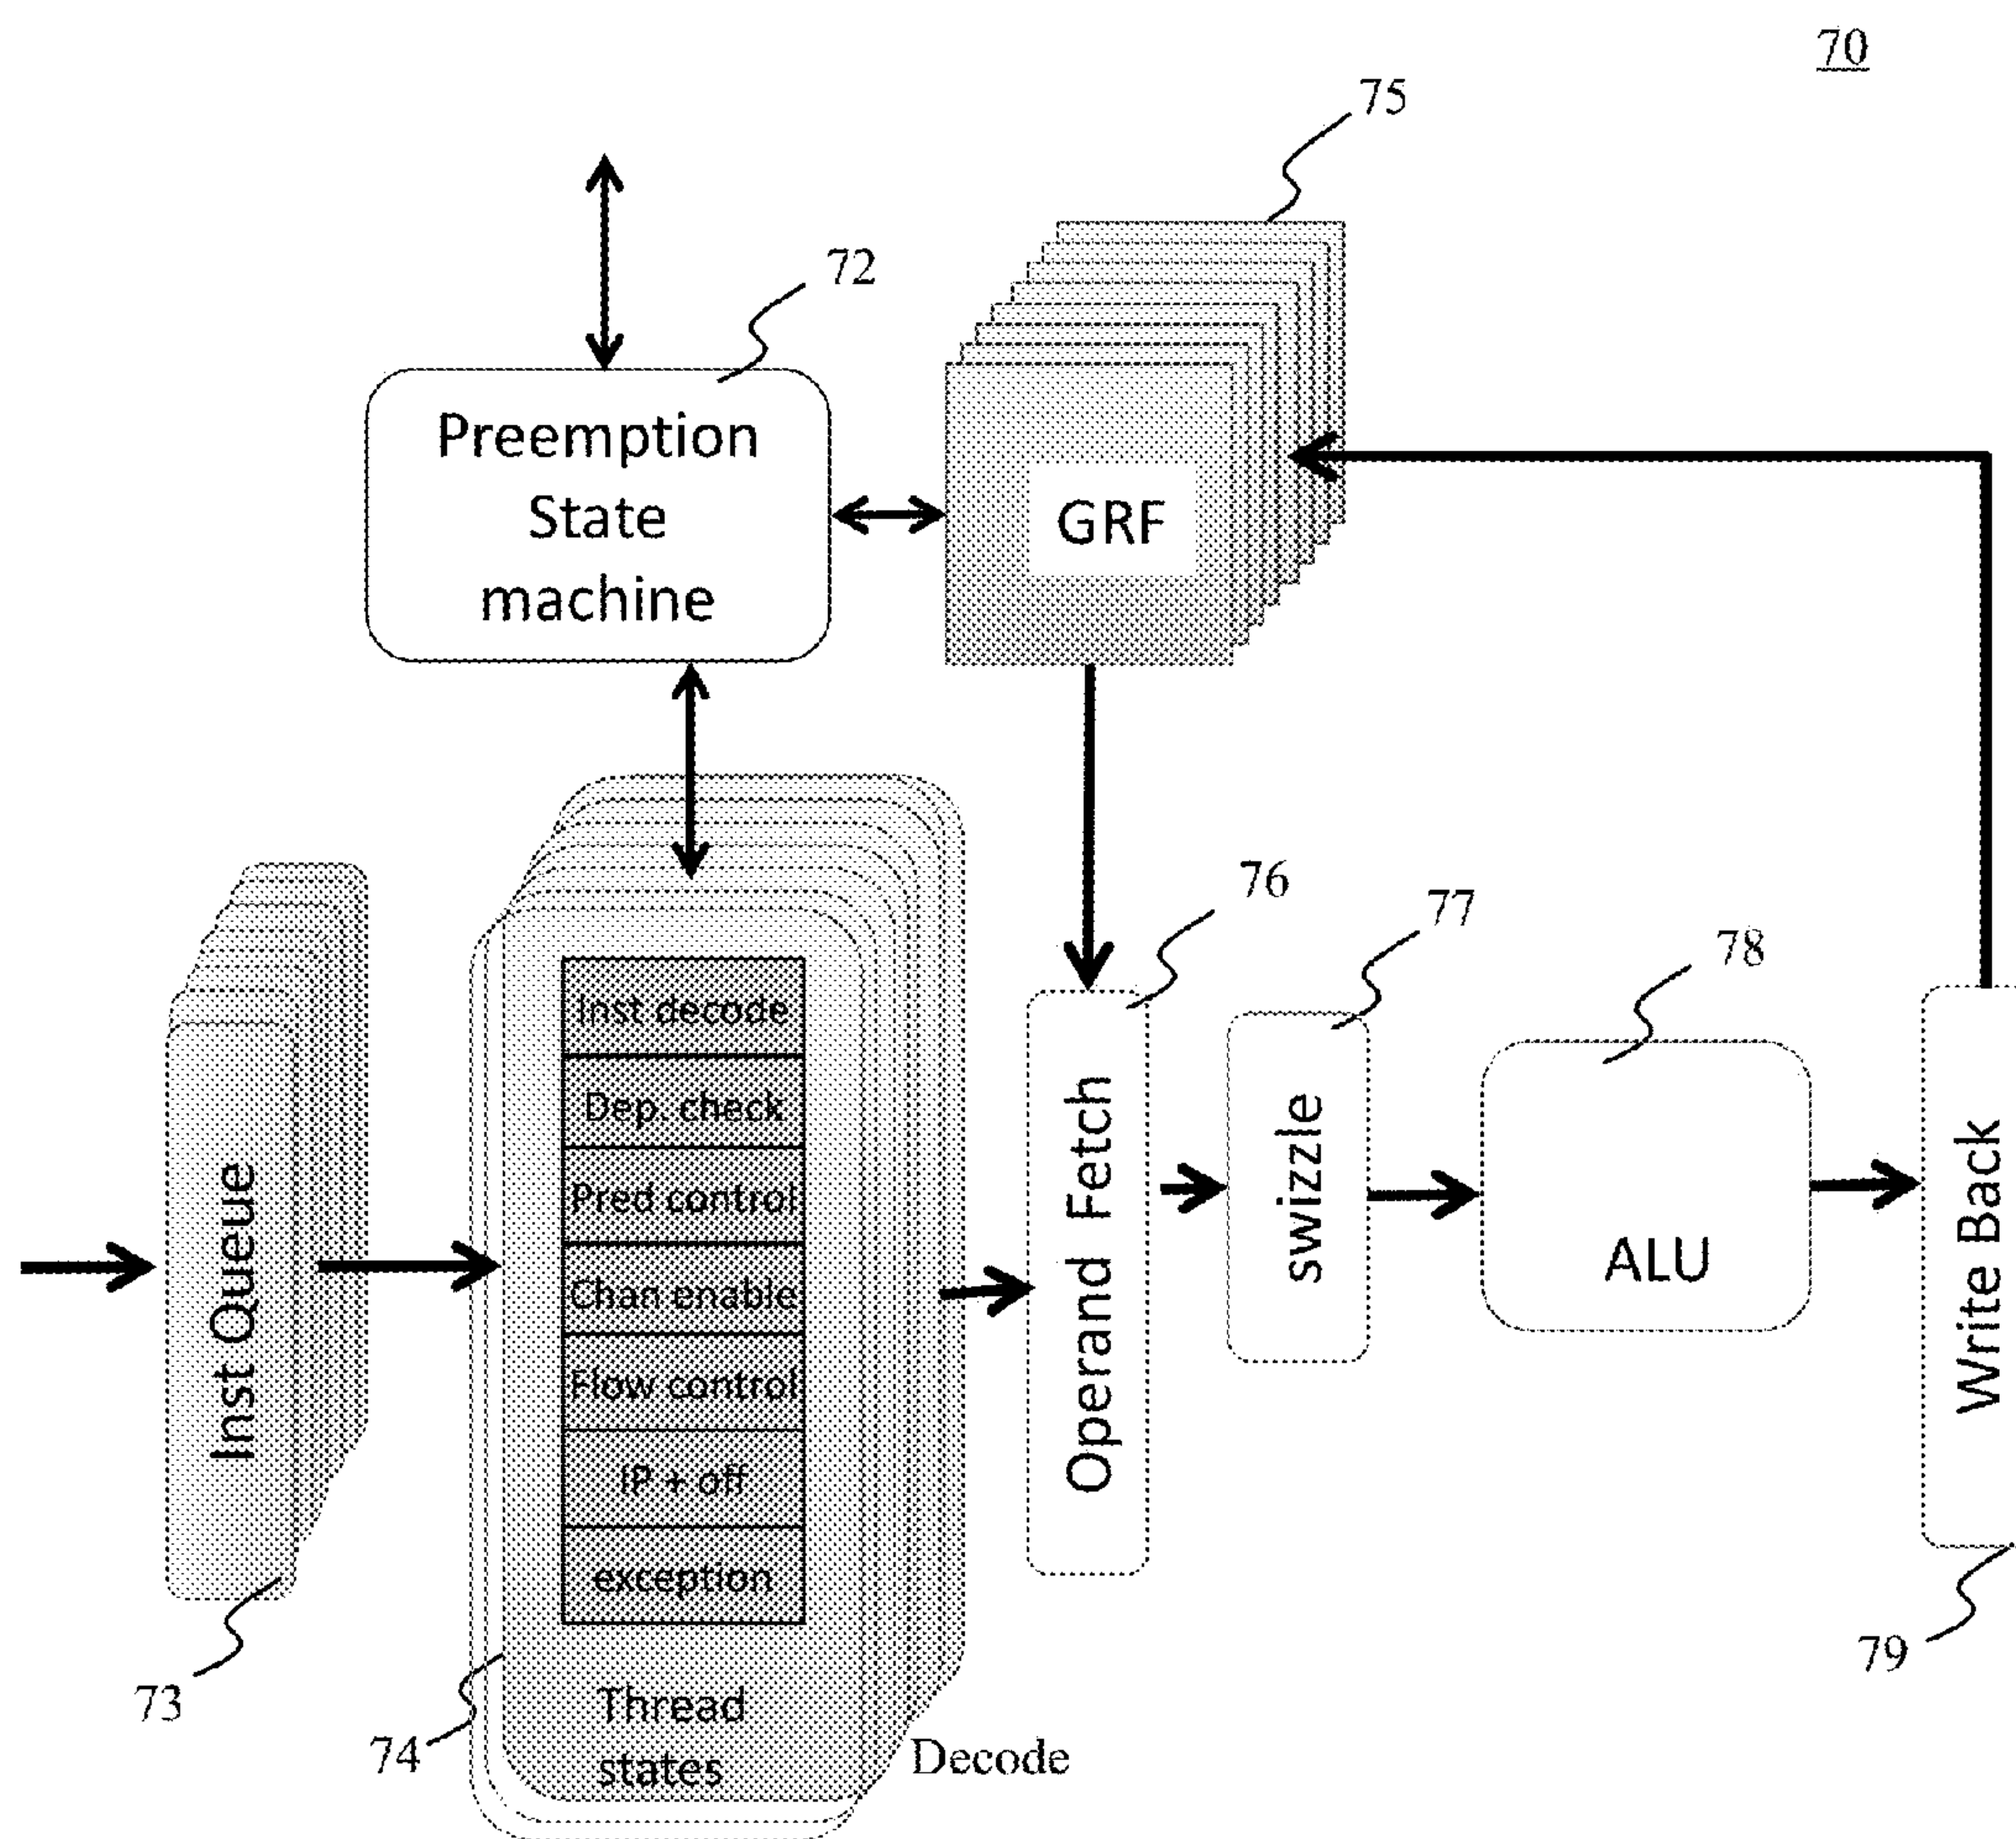 70
75
72
Preemption
State
machine
GRF
76
77
78
Inst Queue
Inst decode
Dep. check
Pred control
Chan enable
Flow control
IP + off
exception
Thread
states
Operand Fetch
swizzle
ALU
Write Back
73
74
Decode
79